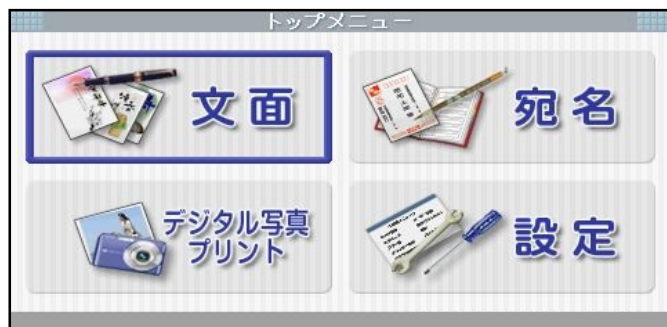 トップメニュー
文面
宛名
デジタル写真
プリント
設定